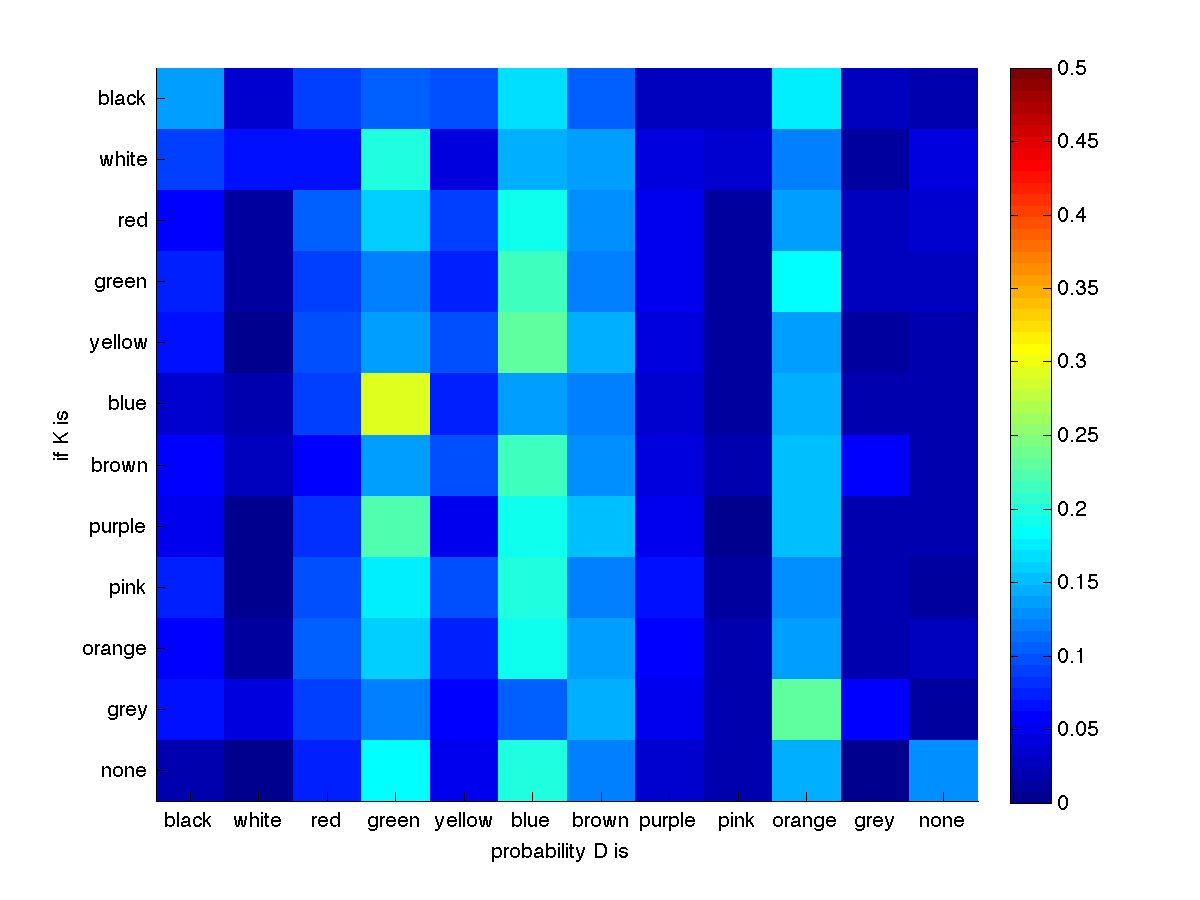 if K is
black
white
red
green
yellow
blue
brown
purple
pink
orange
grey
none
black white red green yellow blue brown purple pink orange grey none
probability D is
0.5
0.45
0.4
0.35
0.3
0.25
0.2
0.15
0.1
0.05
0